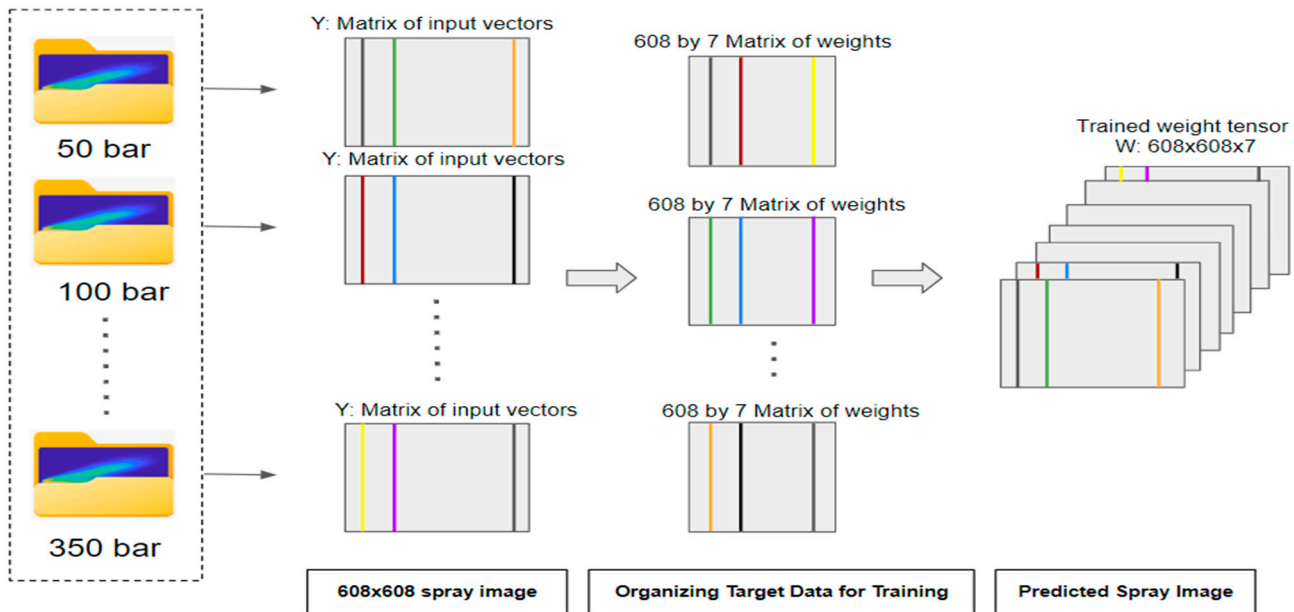 50 bar
100 bar
350 bar
Y: Matrix of input vectors
Y: Matrix of input vectors
Y: Matrix of input vectors
608x608 spray image
608 by 7 Matrix of weights
608 by 7 Matrix of weights
608 by 7 Matrix of weights
Organizing Target Data for Training
Trained weight tensor
W: 608x608x7
Predicted Spray Image